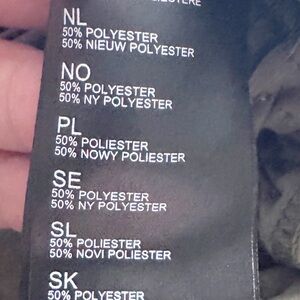 NL
50% POLYESTER
50% NIEUW POLYESTER
NO
50% POLYESTER
50% NY POLYESTER
PL
50% POLIESTER
50% NOWY POLIESTER
SE
50% POLYESTER
50% NY POLYESTER
SL
50% POLIESTER
50% NOVI POLIESTER
SK
50% POLYESTER